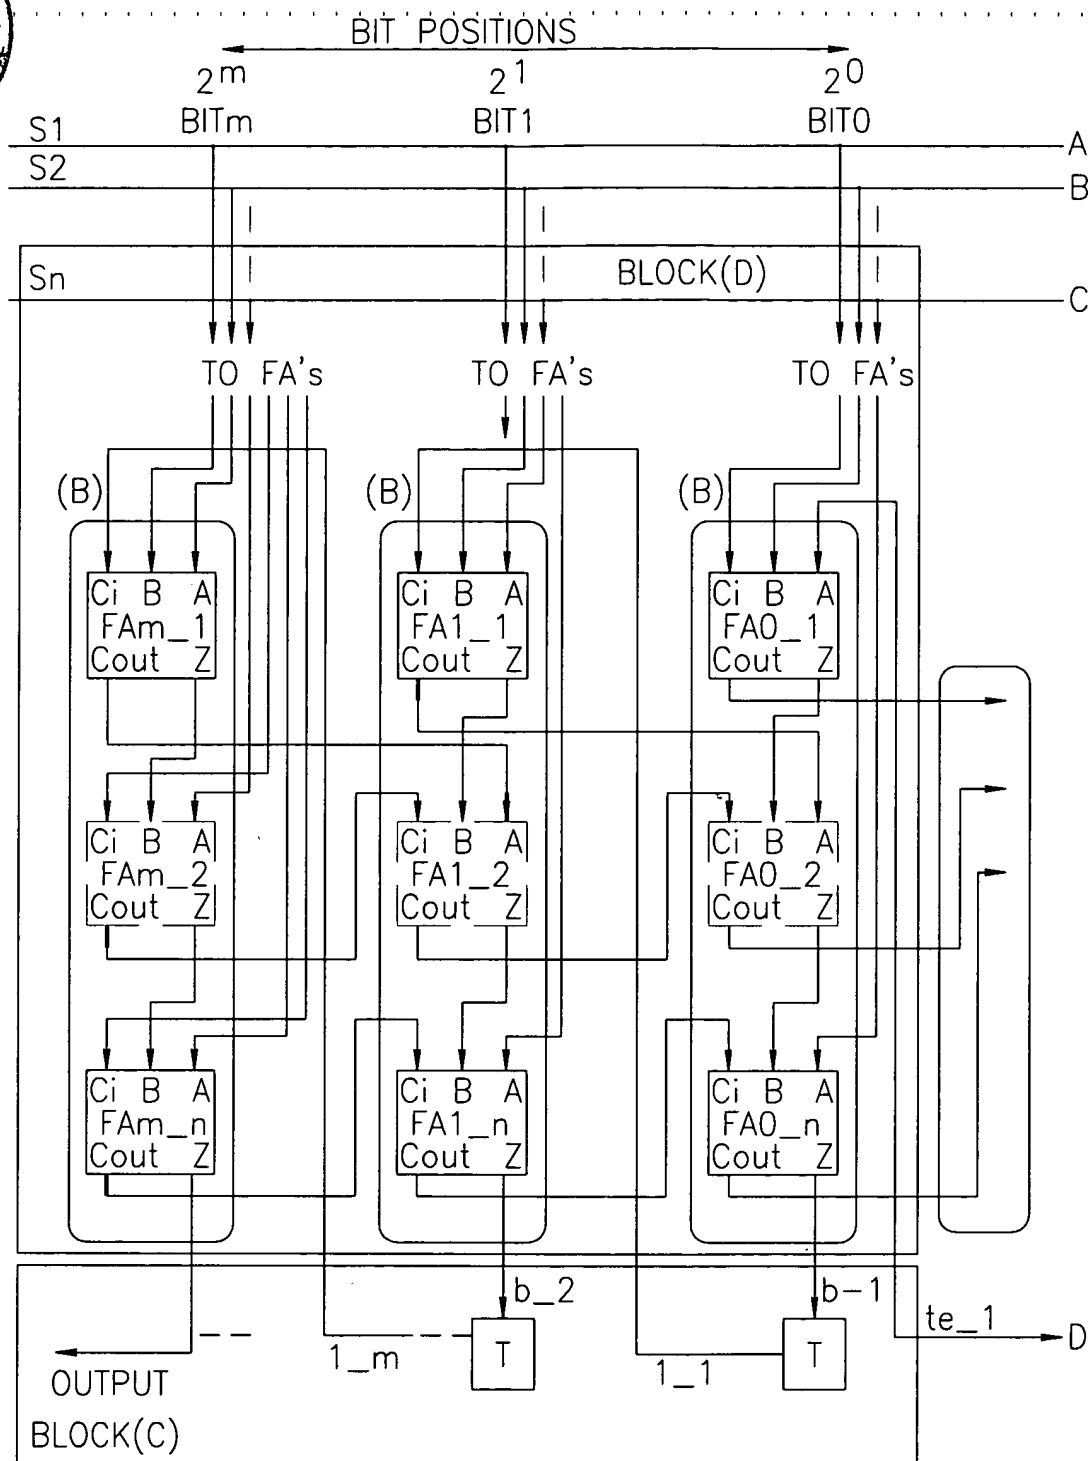 BIT POSITIONS
2^m 2^1 2^0
BITm BIT1 BIT0
S1 A
S2 B
BLOCK(D)
Sn C
TO FA's TO FA's TO FA's
(B) (B) (B)
Ci B A Ci B A Ci B A
FAm_1 FA1_1 FA0_1
Cout Z Cout Z Cout Z
Ci B A Ci B A Ci B A
FAm_2 FA1_2 FA0_2
Cout Z Cout Z Cout Z
Ci B A Ci B A Ci B A
FAm_n FA1_n FA0_n
Cout Z Cout Z Cout Z
b_2 b-1
te_1 D
T T
1_m 1_1
OUTPUT
BLOCK(C)